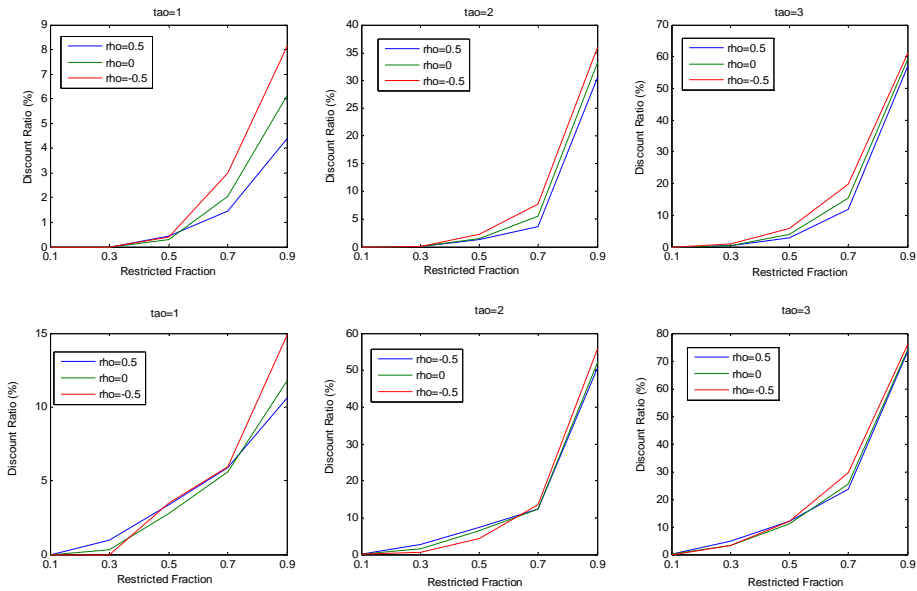 tao=1
9
8
7
6
5
4
3
2
1
0
0.1 0.3 0.5 0.7 0.9
Discount Ratio (%)
Restricted Fraction
rho=0.5
rho=0
rho=-0.5
tao=2
40
35
30
25
20
15
10
5
0
0.1 0.3 0.5 0.7 0.9
Discount Ratio (%)
Restricted Fraction
rho=0.5
rho=0
rho=-0.5
tao=3
70
60
50
40
30
20
10
0
0.1 0.3 0.5 0.7 0.9
Discount Ratio (%)
Restricted Fraction
rho=0.5
rho=0
rho=-0.5
tao=1
15
10
5
0
0.1 0.3 0.5 0.7 0.9
Discount Ratio (%)
Restricted Fraction
rho=0.5
rho=0
rho=-0.5
tao=2
60
50
40
30
20
10
0
0.1 0.3 0.5 0.7 0.9
Discount Ratio (%)
Restricted Fraction
rho=-0.5
rho=0
rho=-0.5
tao=3
80
70
60
50
40
30
20
10
0
0.1 0.3 0.5 0.7 0.9
Discount Ratio (%)
Restricted Fraction
rho=0.5
rho=0
rho=-0.5